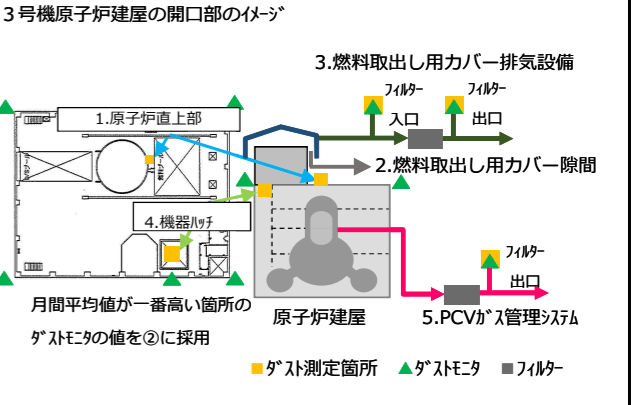 ３号機原子炉建屋の開口部のｲﾒｰｼﾞ
3.燃料取出し用カバー排気設備
ﾌｨﾙﾀｰ
ﾌｨﾙﾀｰ
入口
出口
1.原子炉直上部
2.燃料取出し用カバー隙間
4.機器ﾊｯﾁ
ﾌｨﾙﾀｰ
出口
月間平均値が一番高い箇所の
ﾀﾞｽﾄﾓﾆﾀの値を②に採用
原子炉建屋
5.PCVｶﾞｽ管理ｼｽﾃﾑ
ﾀﾞｽﾄ測定箇所
ﾀﾞｽﾄﾓﾆﾀ
ﾌｨﾙﾀｰ